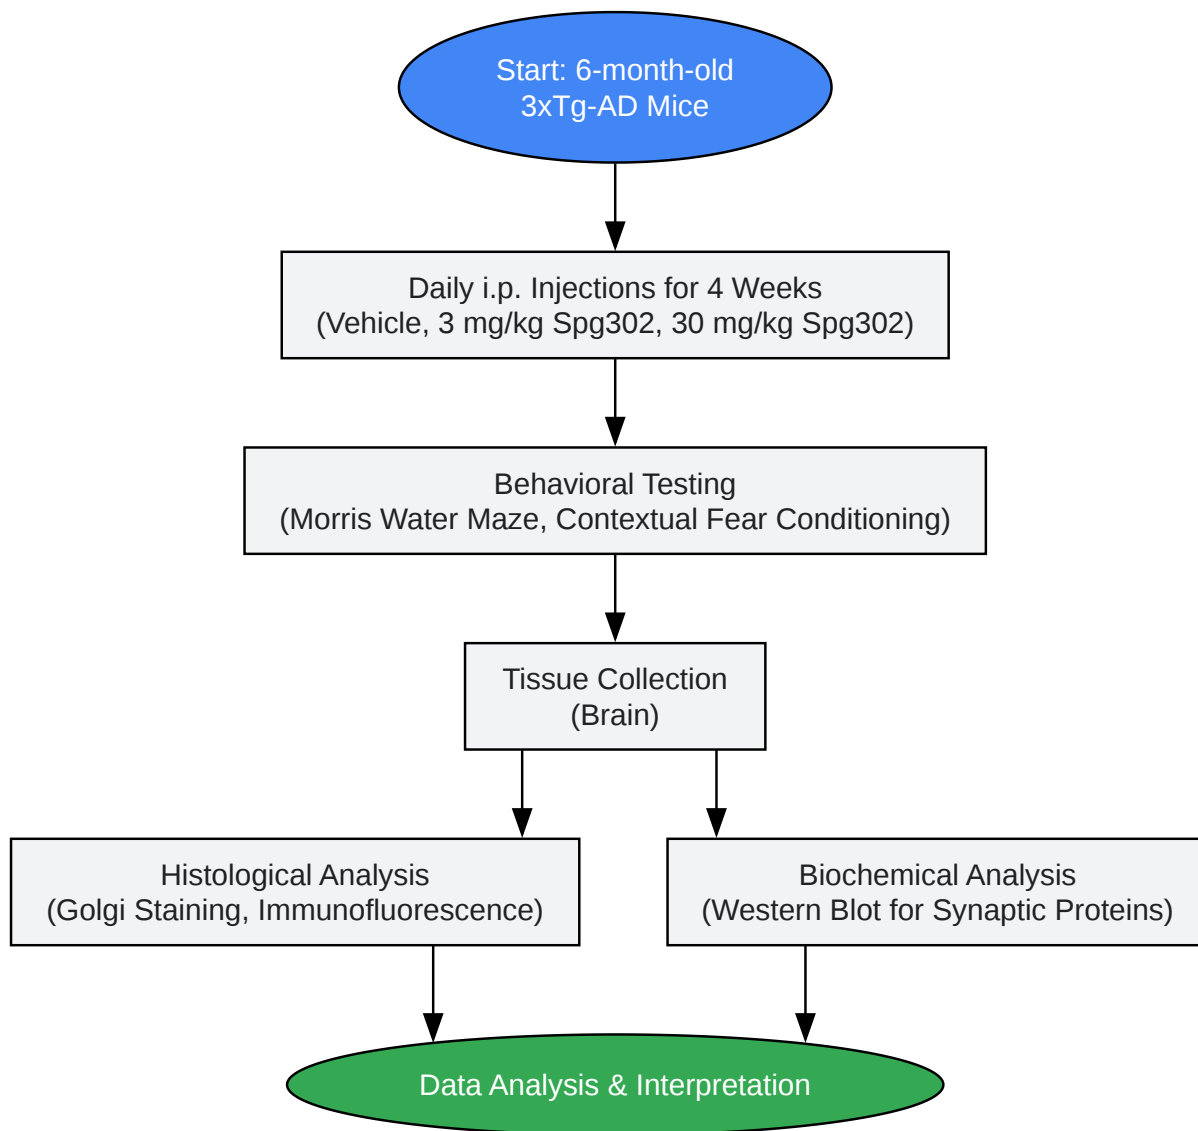 Start: 6-month-old
3xTg-AD Mice
Daily i.p. Injections for 4 Weeks
(Vehicle, 3 mg/kg Spg302, 30 mg/kg Spg302)
Behavioral Testing
(Morris Water Maze, Contextual Fear Conditioning)
Tissue Collection
(Brain)
Histological Analysis
(Golgi Staining, Immunofluorescence)
Biochemical Analysis
(Western Blot for Synaptic Proteins)
Data Analysis & Interpretation